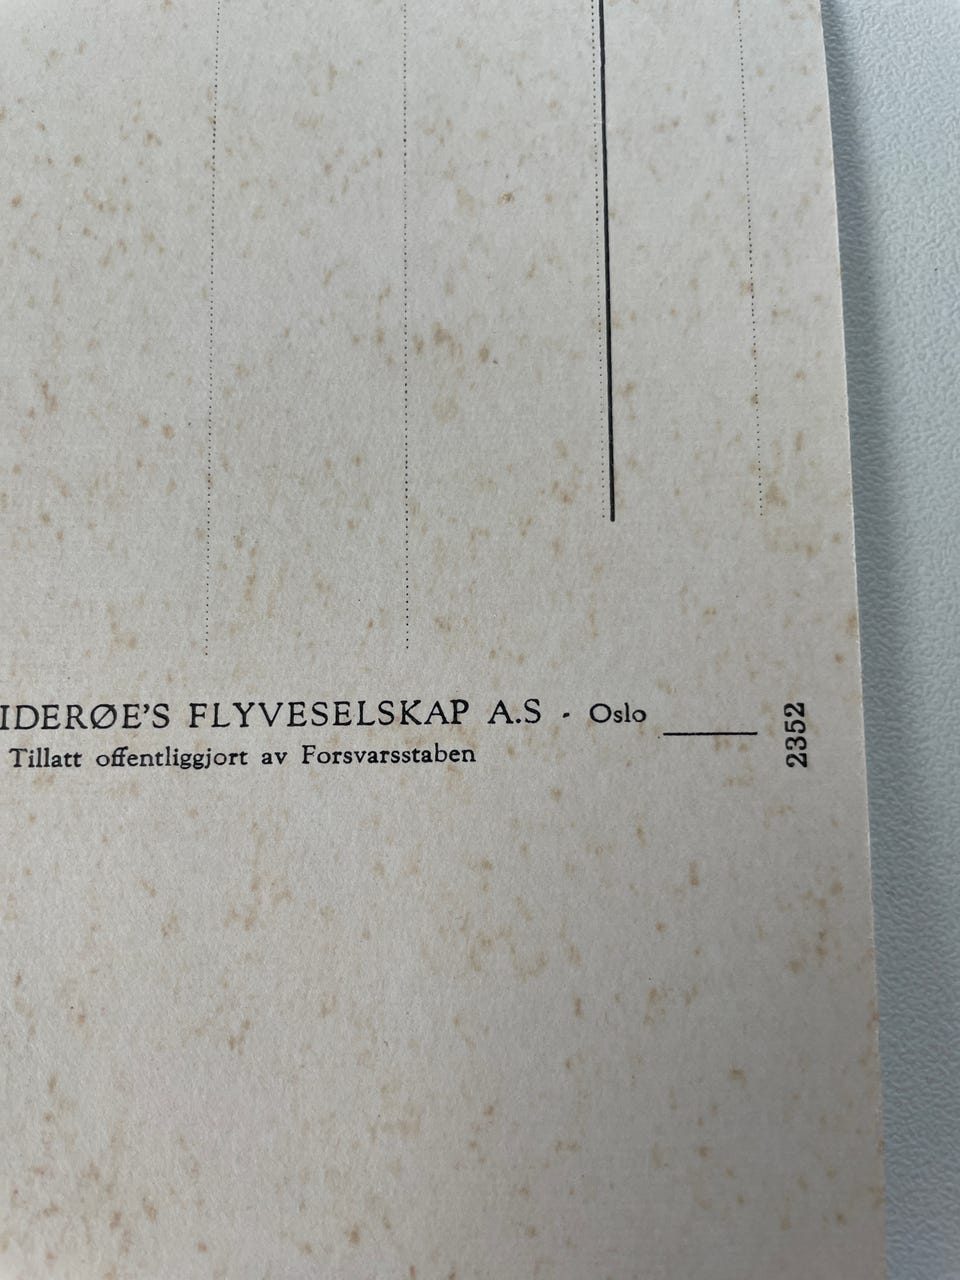 IDERØE'S FLYVESELSKAP A.S - Oslo
Tillatt offentliggjort av Forsvarsstaben
2352